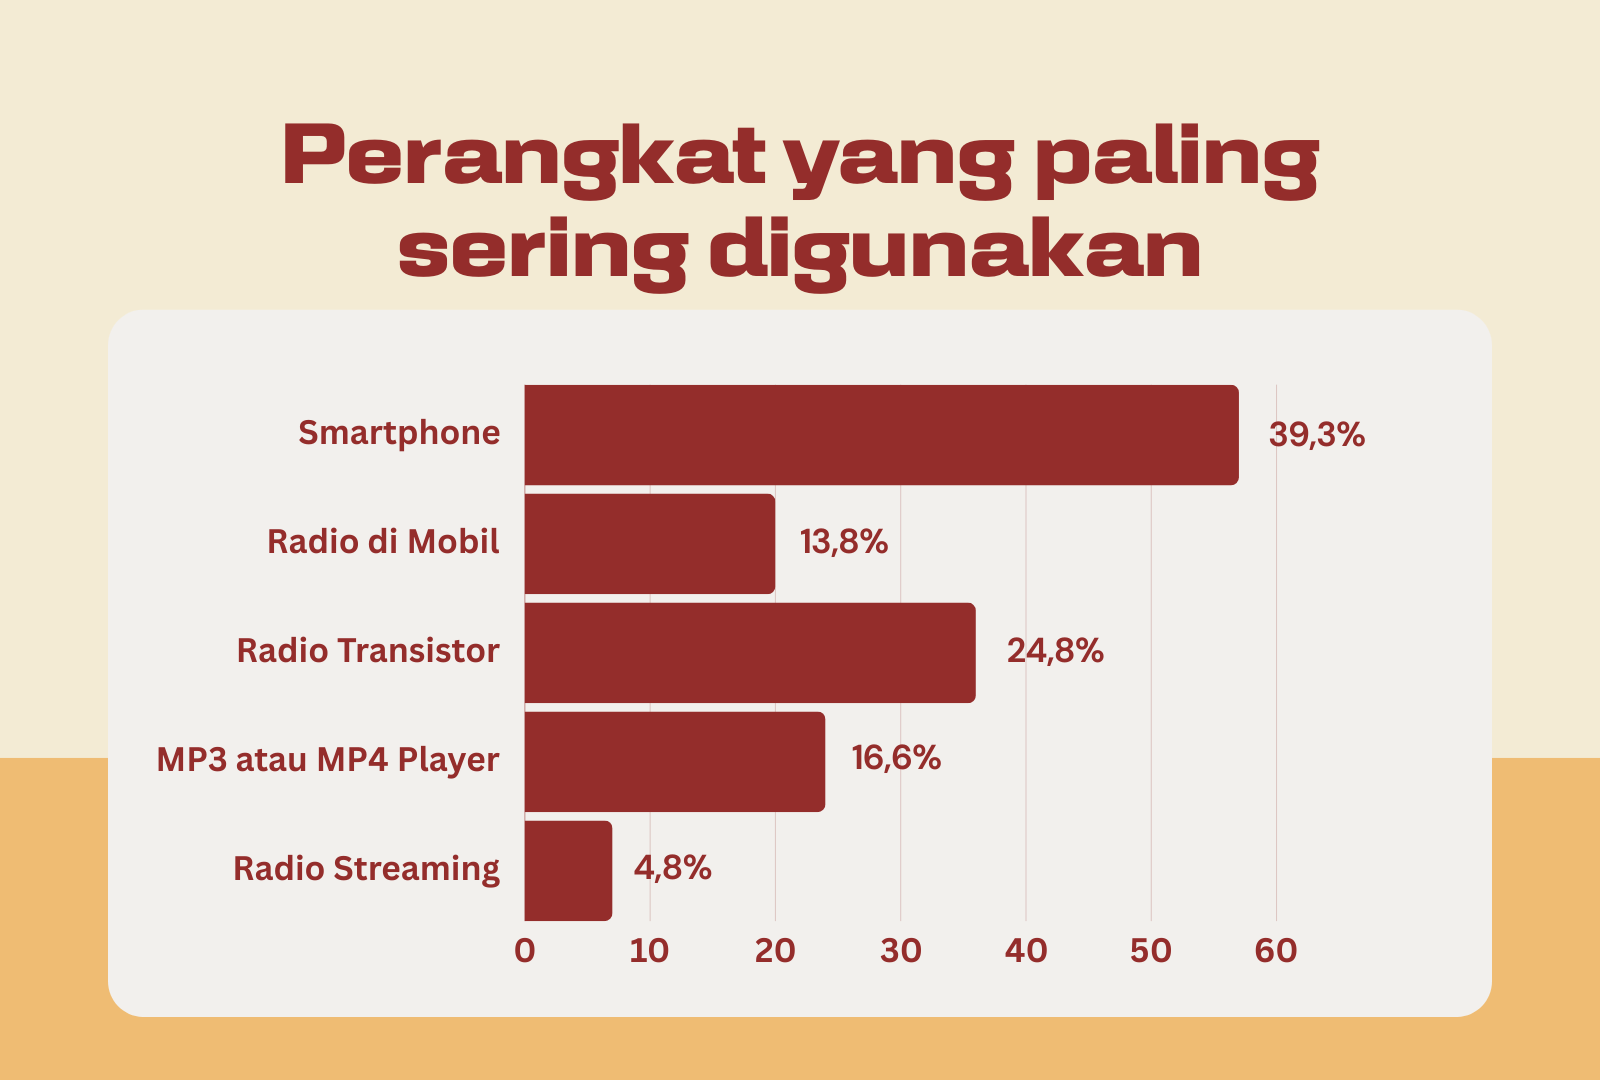 Perangkat yang paling
sering digunakan
Smartphone 39,3%
Radio di Mobil 13,8%
Radio Transistor 24,8%
MP3 atau MP4 Player 16,6%
Radio Streaming 4,8%
0 10 20 30 40 50 60